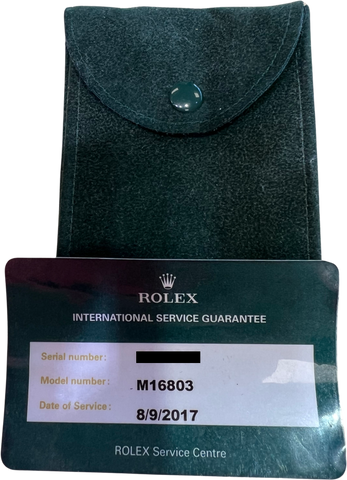 ROLEX
INTERNATIONAL SERVICE GUARANTEE
Serial number:
Model number: M16803
Date of Service: 8/9/2017
ROLEX Service Centre